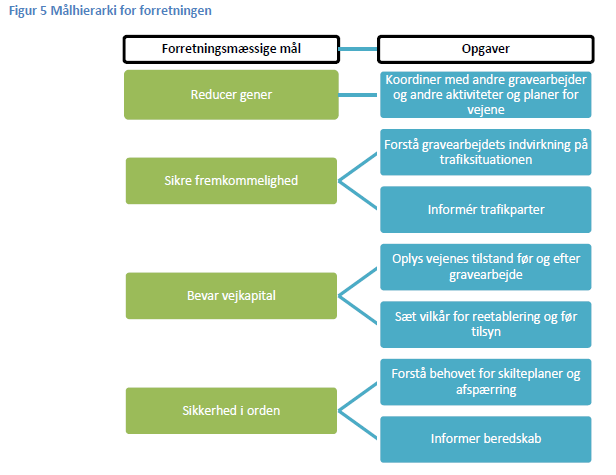 Figur 5 Målhierarki for forretningen
Forretningsmæssige mål
Opgaver
Reducer gener
Koordiner med andre gravearbejder
og andre aktiviteter og planer for
vejene
Sikre fremkommelighed
Forstå gravearbejdets indvirkning på
trafiksituationen
Informér trafikparter
Bevar vejkapital
Oplys vejenes tilstand før og efter
gravearbejde
Sæt vilkår for reetablering og før
tilsyn
Sikkerhed i orden
Forstå behovet for skilteplaner og
afspærring
Informer beredskab